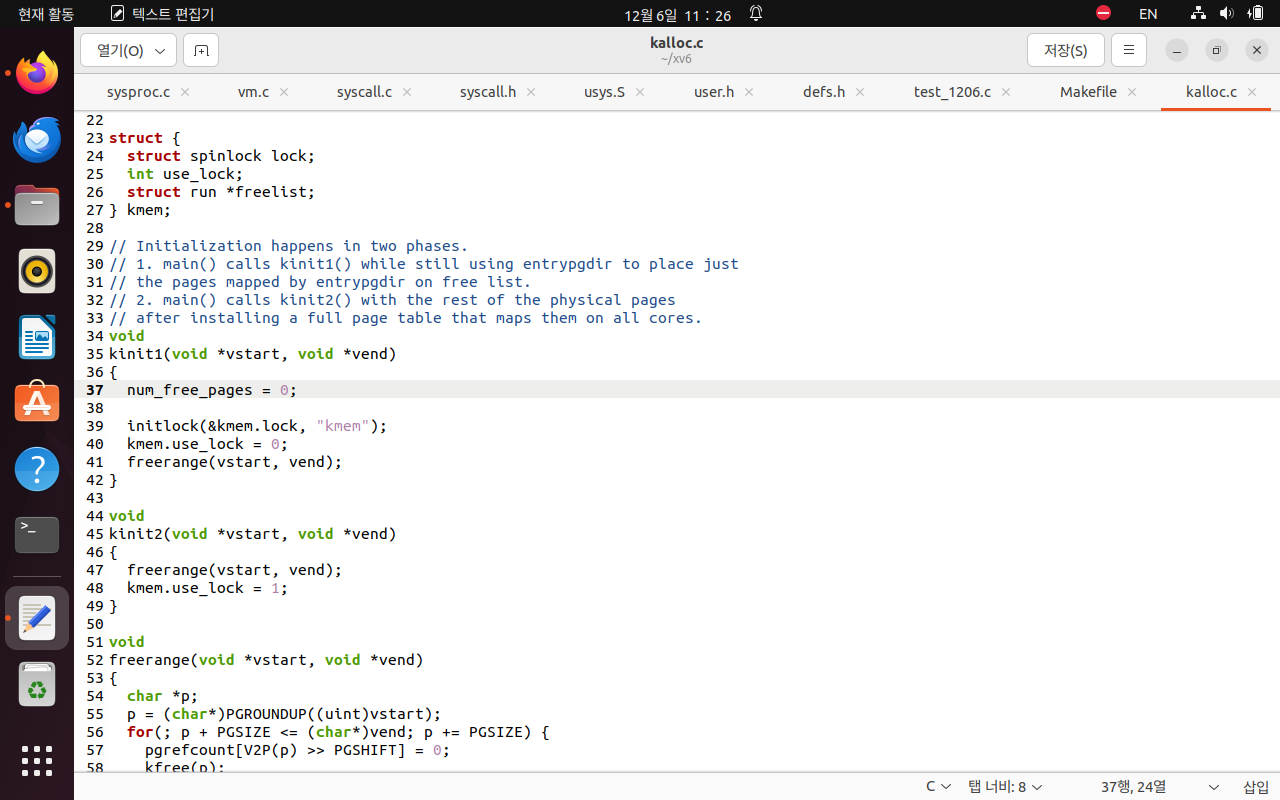 현재 활동 텍스트 편집기 12월 6일 11 : 26 EN
열기(O) kalloc.c 저장(S)
~/xv6
sysproc.c vm.c syscall.c syscall.h usys.S user.h defs.h test_1206.c Makefile kalloc.c
22
23 struct {
24   struct spinlock lock;
25   int use_lock;
26   struct run *freelist;
27 } kmem;
28
29 // Initialization happens in two phases.
30 // 1. main() calls kinit1() while still using entrypgdir to place just
31 // the pages mapped by entrypgdir on free list.
32 // 2. main() calls kinit2() with the rest of the physical pages
33 // after installing a full page table that maps them on all cores.
34 void
35 kinit1(void *vstart, void *vend)
36 {
37   num_free_pages = 0;
38
39   initlock(&kmem.lock, "kmem");
40   kmem.use_lock = 0;
41   freerange(vstart, vend);
42 }
43
44 void
45 kinit2(void *vstart, void *vend)
46 {
47   freerange(vstart, vend);
48   kmem.use_lock = 1;
49 }
50
51 void
52 freerange(void *vstart, void *vend)
53 {
54   char *p;
55   p = (char*)PGROUNDUP((uint)vstart);
56   for(; p + PGSIZE <= (char*)vend; p += PGSIZE) {
57     pgrefcount[V2P(p) >> PGSHIFT] = 0;
58     kfree(p);
C 탭 너비: 8 37행, 24열 삽입